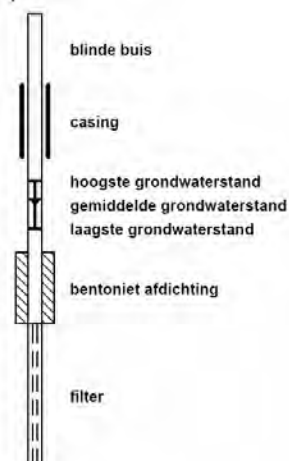 blinde buis
casing
hoogste grondwaterstand
gemiddelde grondwaterstand
laagste grondwaterstand
bentoniet afdichting
filter